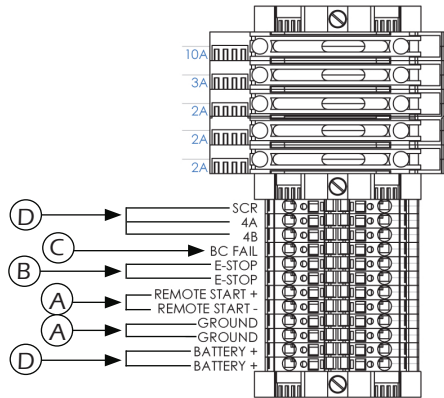 10A
3A
2A
2A
2A
D SCR
4A
4B
C BC FAIL
B E-STOP
E-STOP
A REMOTE START +
REMOTE START -
A GROUND
GROUND
D BATTERY +
BATTERY +